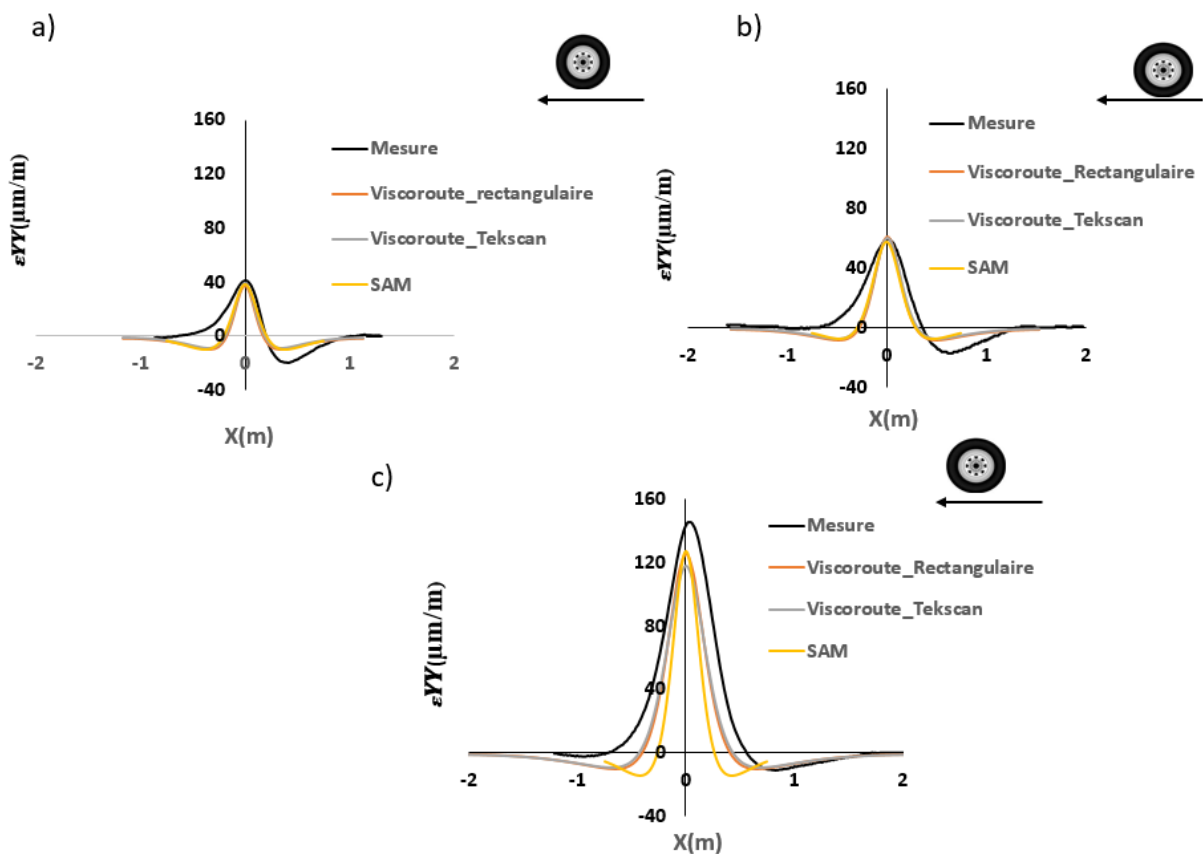 a)
160
120
80
40
0
-40
-2
-1
0
1
2
εYY(µm/m)
X(m)
Mesure
Viscoroute_rectangulaire
Viscoroute_Tekscan
SAM
b)
160
120
80
40
0
-40
-2
-1
0
1
2
εYY(µm/m)
X(m)
Mesure
Viscoroute_Rectangulaire
Viscoroute_Tekscan
SAM
c)
160
120
80
40
0
-40
-2
-1
0
1
2
εYY(µm/m)
X(m)
Mesure
Viscoroute_Rectangulaire
Viscoroute_Tekscan
SAM